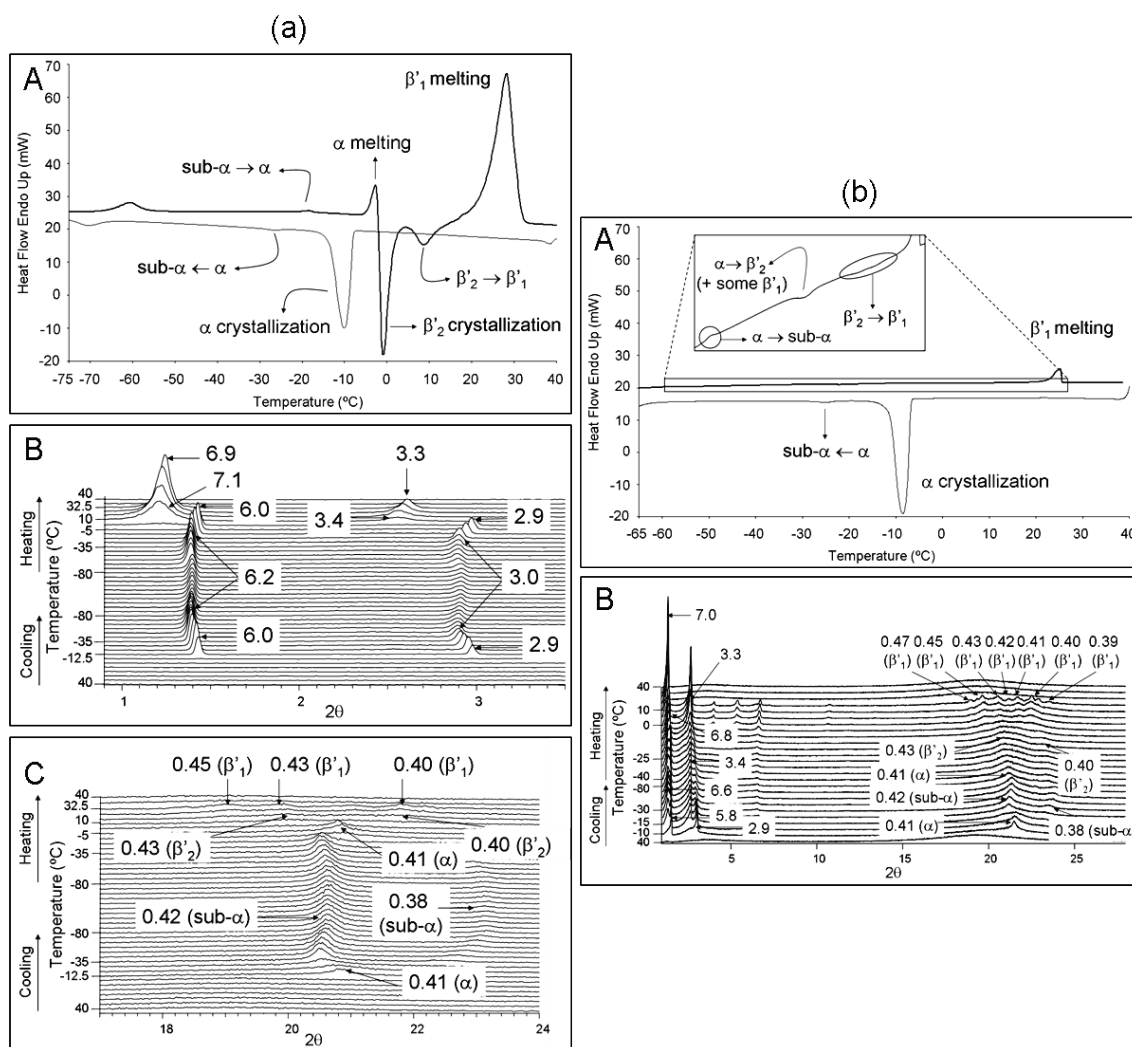 (a)
A
Heat Flow Endo Up (mW)
70
60
50
40
30
20
10
0
-10
-20
β'₁ melting
α melting
sub-α → α
sub-α ← α
β'₂ → β'₁
α crystallization
β'₂ crystallization
-75 -70 -60 -50 -40 -30 -20 -10 0 10 20 30 40
Temperature (ºC)
B
6.9
7.1
3.3
6.0
3.4
2.9
6.2
3.0
6.0
2.9
Heating
Cooling
Temperature (ºC)
40
32.5
10
-5
-35
-80
-80
-35
-12.5
40
1 2 3
2θ
C
0.45 (β'₁) 0.43 (β'₁) 0.40 (β'₁)
0.43 (β'₂)
0.41 (α)
0.40 (β'₂)
0.42 (sub-α)
0.38
(sub-α)
0.41 (α)
Heating
Cooling
Temperature (ºC)
40
32.5
10
-5
-35
-80
-80
-35
-12.5
40
18 20 22 24
2θ
(b)
A
Heat Flow Endo Up (mW)
70
60
50
40
30
20
10
0
-10
-20
α → β'₂
(+ some β'₁)
β'₂ → β'₁
α → sub-α
β'₁ melting
sub-α ← α
α crystallization
-65 -60 -50 -40 -30 -20 -10 0 10 20 30 40
Temperature (ºC)
B
7.0
3.3
0.47 0.45 0.43 0.42 0.41 0.40 0.39
(β'₁) (β'₁) (β'₁) (β'₁) (β'₁) (β'₁) (β'₁)
6.8
0.43 (β'₂)
3.4
0.40
(β'₂)
0.41 (α)
6.6
0.42 (sub-α)
5.8
0.41 (α)
2.9
0.38 (sub-α)
Heating
Cooling
Temperature (ºC)
40
10
0
-25
-40
-80
-30
-15
-10
40
5 10 15 20 25
2θ